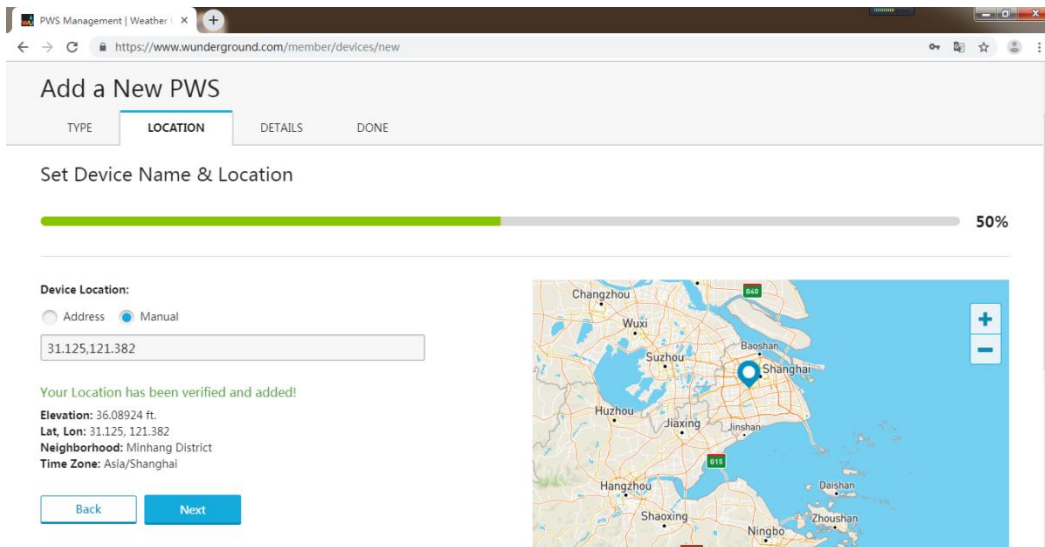 PWS Management | Weather
https://www.wunderground.com/member/devices/new
Add a New PWS
TYPE LOCATION DETAILS DONE
Set Device Name & Location
50%
Device Location:
Address Manual
31.125,121.382
Your Location has been verified and added!
Elevation: 36.08924 ft.
Lat, Lon: 31.125, 121.382
Neighborhood: Minhang District
Time Zone: Asia/Shanghai
Back Next
Changzhou
G40
Wuxi
Baoshan
Suzhou
Shanghai
Huzhou
Jiaxing
Jinshan
G15
Hangzhou
Daishan
Shaoxing
Zhoushan
Ningbo